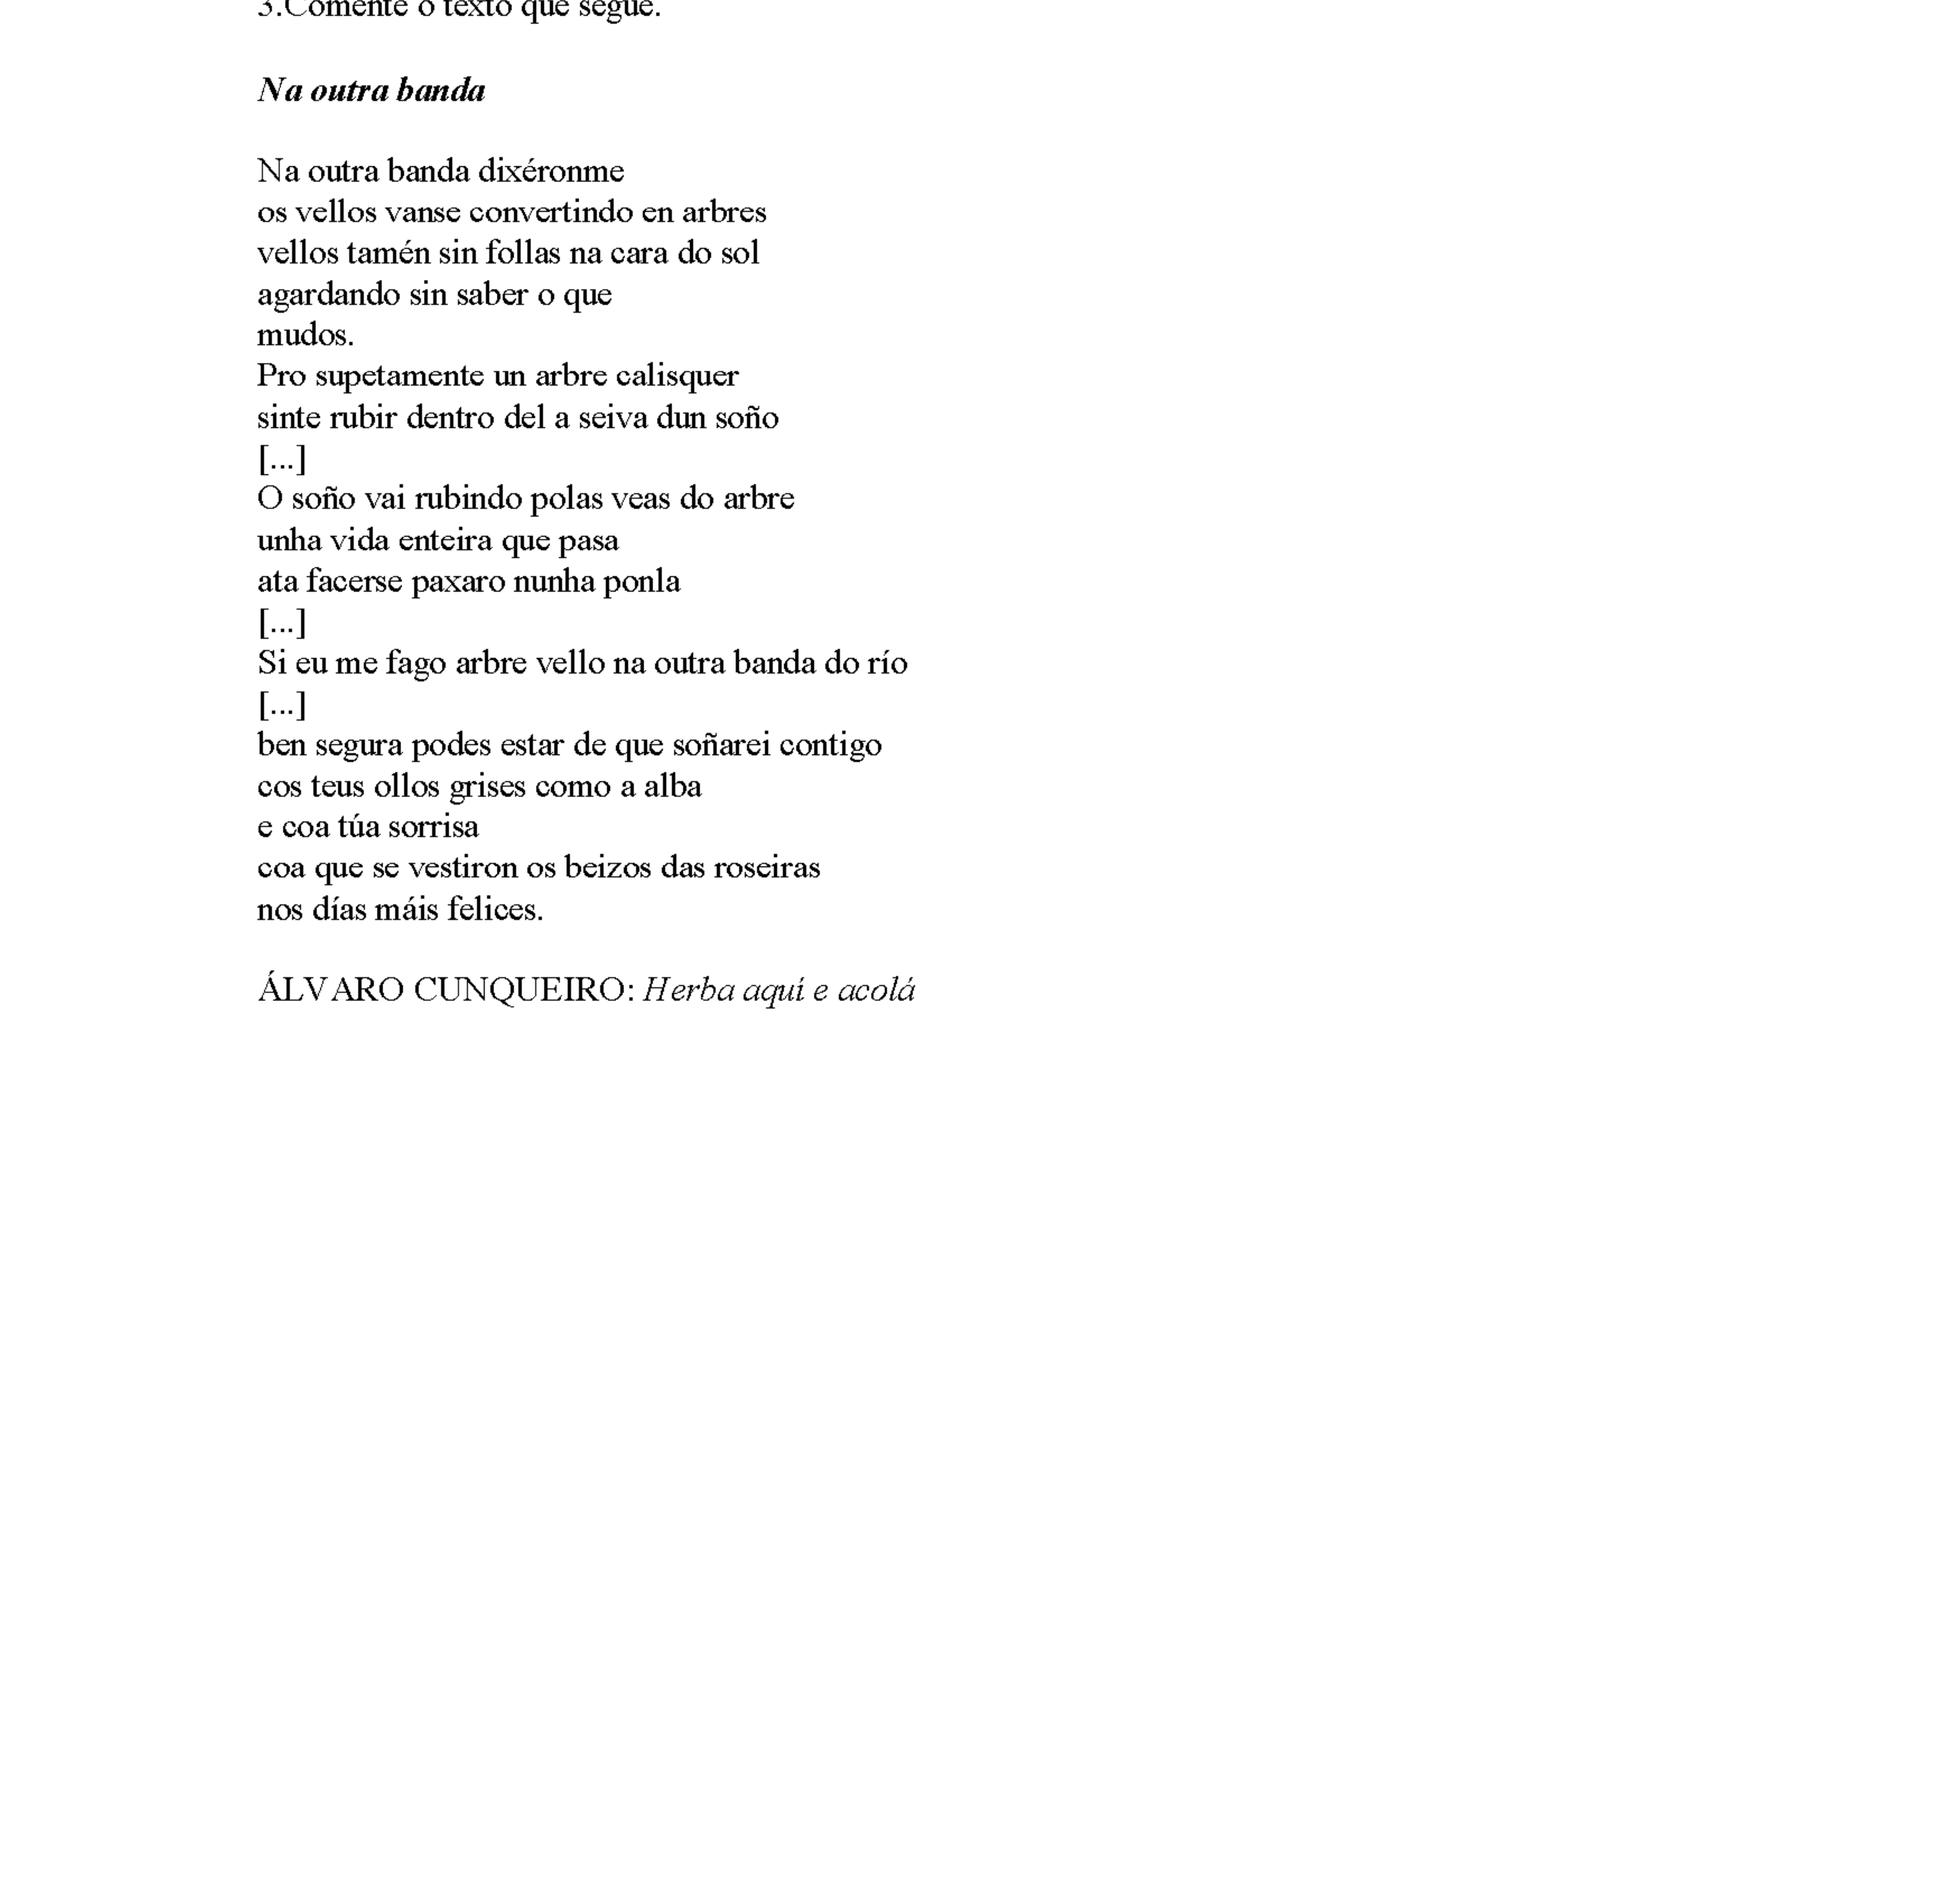 3.Comente o texto que segue.
Na outra banda
Na outra banda dixéronme
os vellos vanse convertindo en arbres
vellos tamén sin follas na cara do sol
agardando sin saber o que
mudos.
Pro supetamente un arbre calisquer
sinte rubir dentro del a seiva dun soño
[...]
O soño vai rubindo polas veas do arbre
unha vida enteira que pasa
ata facerse paxaro nunha ponla
[...]
Si eu me fago arbre vello na outra banda do río
[...]
ben segura podes estar de que soñarei contigo
cos teus ollos grises como a alba
e coa túa sorrisa
coa que se vestiron os beizos das roseiras
nos días máis felices.
ÁLVARO CUNQUEIRO: Herba aquí e acolá